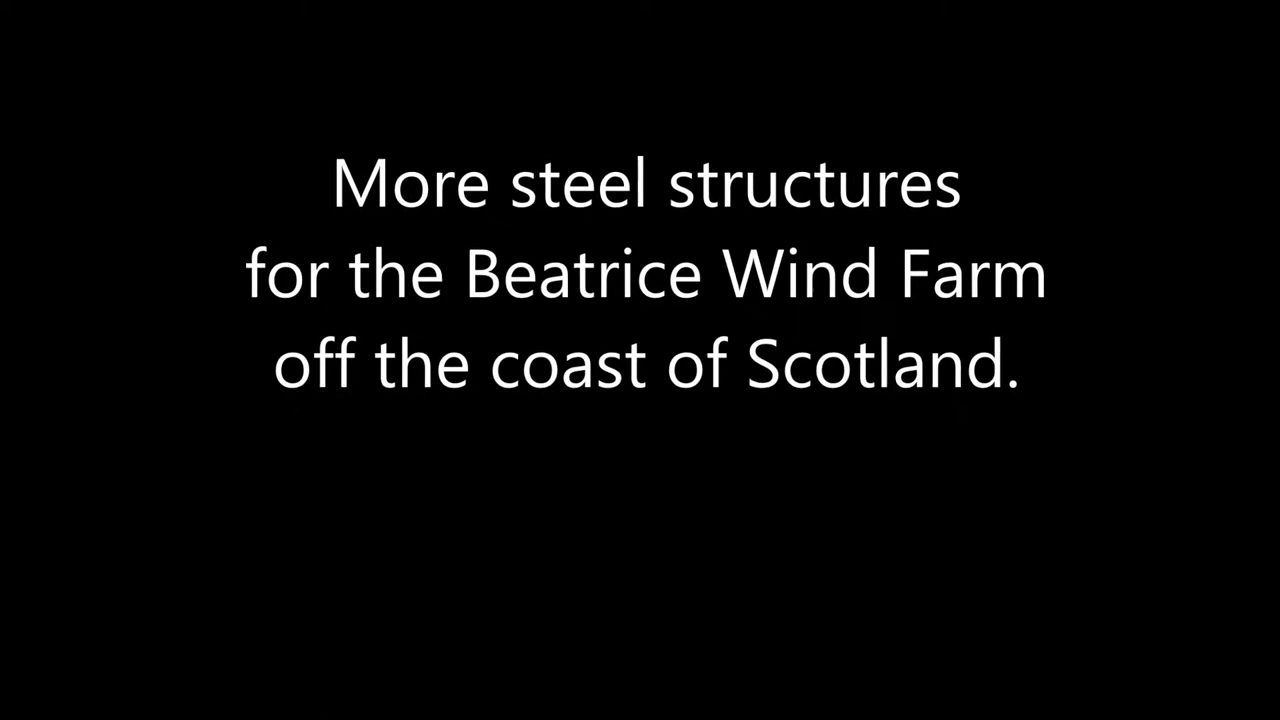 More steel structures
for the Beatrice Wind Farm
off the coast of Scotland.